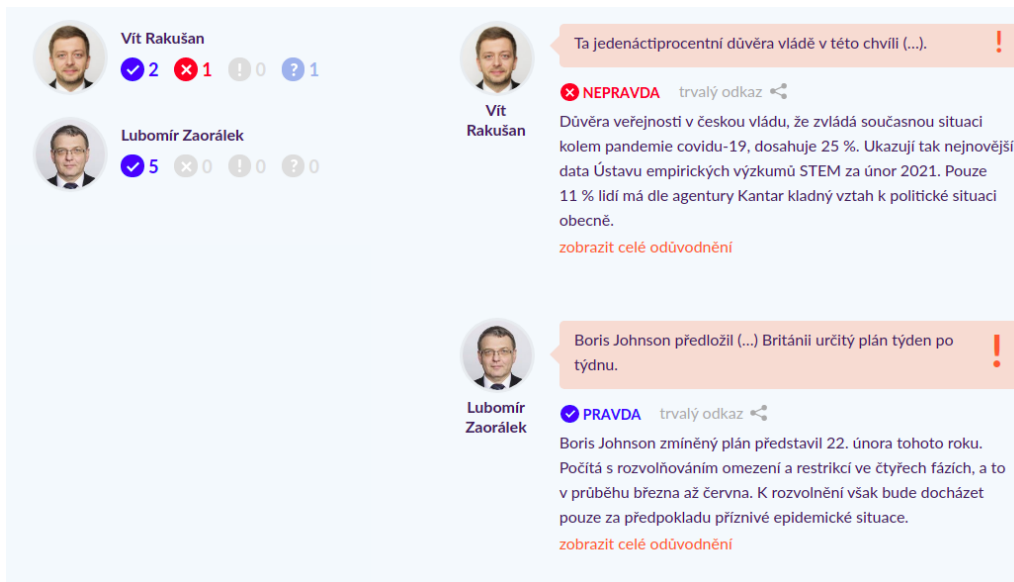 Vít Rakušan
2 1 0 1
Lubomír Zaorálek
5 0 0 0
Vít
Rakušan
Ta jedenáctiprocentní důvěra vládě v této chvíli (...).
NEPRAVDA trvalý odkaz
Důvěra veřejnosti v českou vládu, že zvládá současnou situaci
kolem pandemie covidu-19, dosahuje 25 %. Ukazují tak nejnovější
data Ústavu empirických výzkumů STEM za únor 2021. Pouze
11 % lidí má dle agentury Kantar kladný vztah k politické situaci
obecně.
zobrazit celé odůvodnění
Lubomír
Zaorálek
Boris Johnson předložil (...) Británii určitý plán týden po
týdnu.
PRAVDA trvalý odkaz
Boris Johnson zmíněný plán představil 22. února tohoto roku.
Počítá s rozvolňováním omezení a restrikcí ve čtyřech fázích, a to
v průběhu března až června. K rozvolnění však bude docházet
pouze za předpokladu příznivé epidemické situace.
zobrazit celé odůvodnění